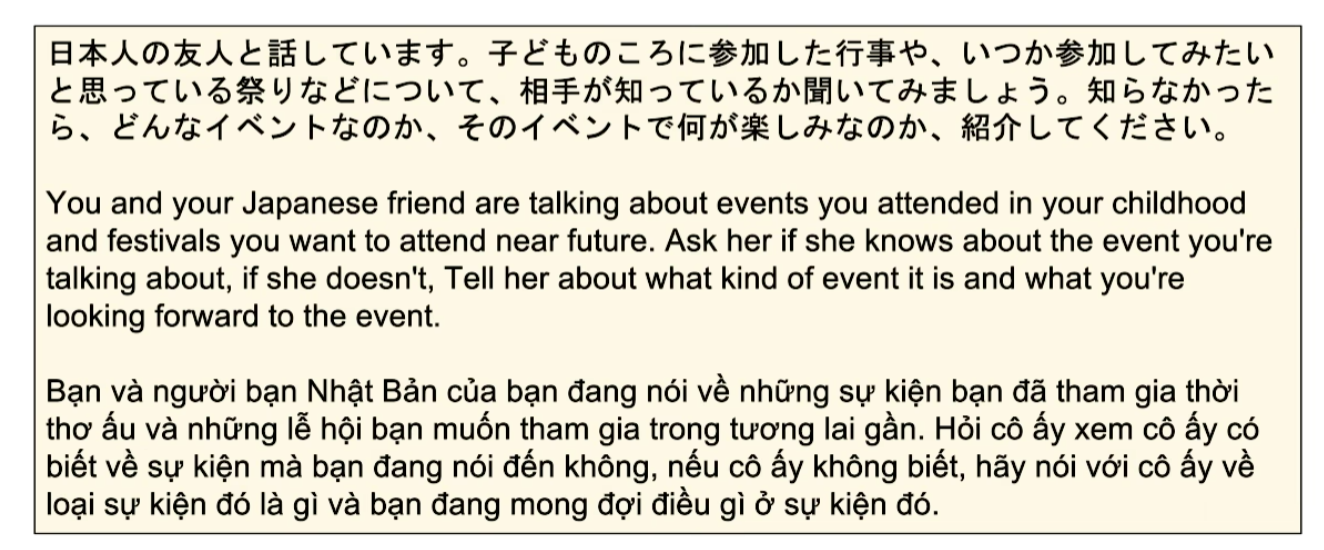 日本人の友人と話しています。子どものころに参加した行事や、いつか参加してみたい
と思っている祭りなどについて、相手が知っているか聞いてみましょう。知らなかった
ら、どんなイベントなのか、そのイベントで何が楽しみなのか、紹介してください。
You and your Japanese friend are talking about events you attended in your childhood
and festivals you want to attend near future. Ask her if she knows about the event you're
talking about, if she doesn't, Tell her about what kind of event it is and what you're
looking forward to the event.
Bạn và người bạn Nhật Bản của bạn đang nói về những sự kiện bạn đã tham gia thời
thơ ấu và những lễ hội bạn muốn tham gia trong tương lai gần. Hỏi cô ấy xem cô ấy có
biết về sự kiện mà bạn đang nói đến không, nếu cô ấy không biết, hãy nói với cô ấy về
loại sự kiện đó là gì và bạn đang mong đợi điều gì ở sự kiện đó.